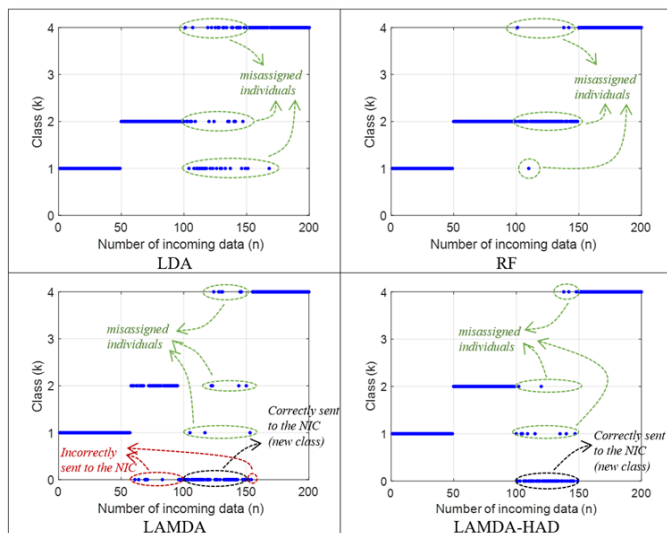 4
3
2
1
0
Class (k)
misassigned
individuals
0
50
100
150
200
Number of incoming data (n)
LDA
4
3
2
1
0
Class (k)
misassigned
individuals
0
50
100
150
200
Number of incoming data (n)
RF
4
3
2
1
0
Class (k)
misassigned
individuals
Correctly sent
to the NIC
(new class)
Incorrectly
sent to the NIC
0
50
100
150
200
Number of incoming data (n)
LAMDA
4
3
2
1
0
Class (k)
misassigned
individuals
Correctly sent
to the NIC
(new class)
0
50
100
150
200
Number of incoming data (n)
LAMDA-HAD